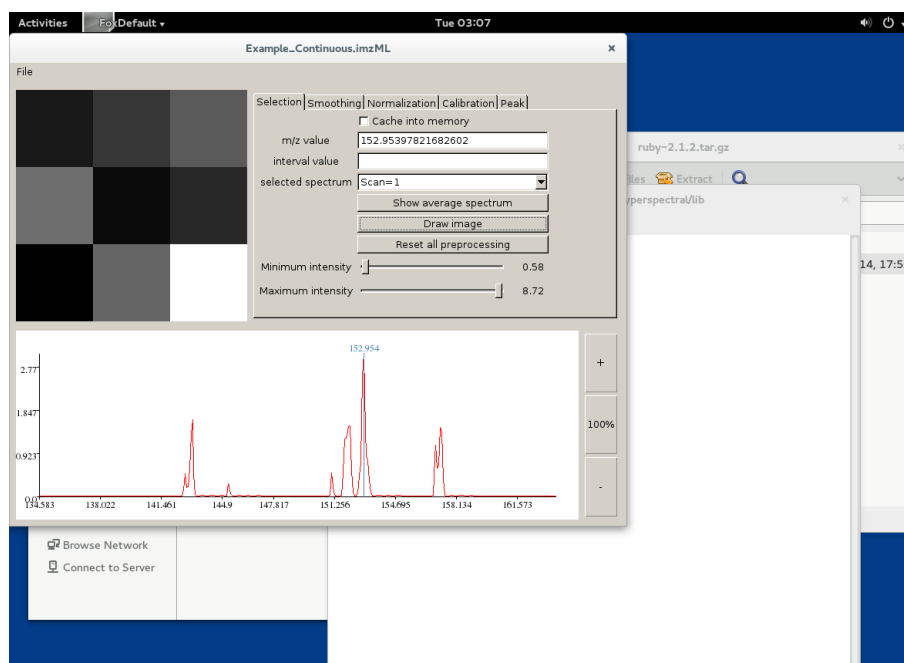 Activities FoxDefault Tue 03:07
Example_Continuous.imzML ×
File
Selection Smoothing Normalization Calibration Peak
Cache into memory
m/z value 152.95397821682602
interval value
selected spectrum Scan=1
Show average spectrum
Draw image
Reset all preprocessing
Minimum intensity 0.58
Maximum intensity 8.72
ruby-2.1.2.tar.gz ×
Extract
yperspectral/lib ×
14, 17:5
152.954
2.77
1.847
0.923
0.0
134.583 138.022 141.461 144.9 147.817 151.256 154.695 158.134 161.573
+
100%
-
Browse Network
Connect to Server